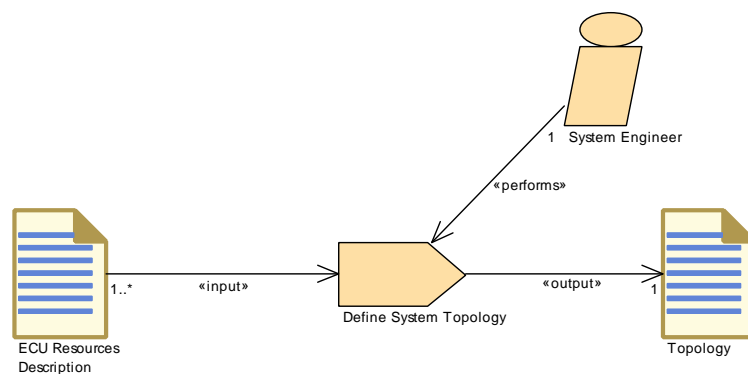 1 System Engineer
«performs»
1..*
«input»
«output»
1
Define System Topology
ECU Resources
Description
Topology